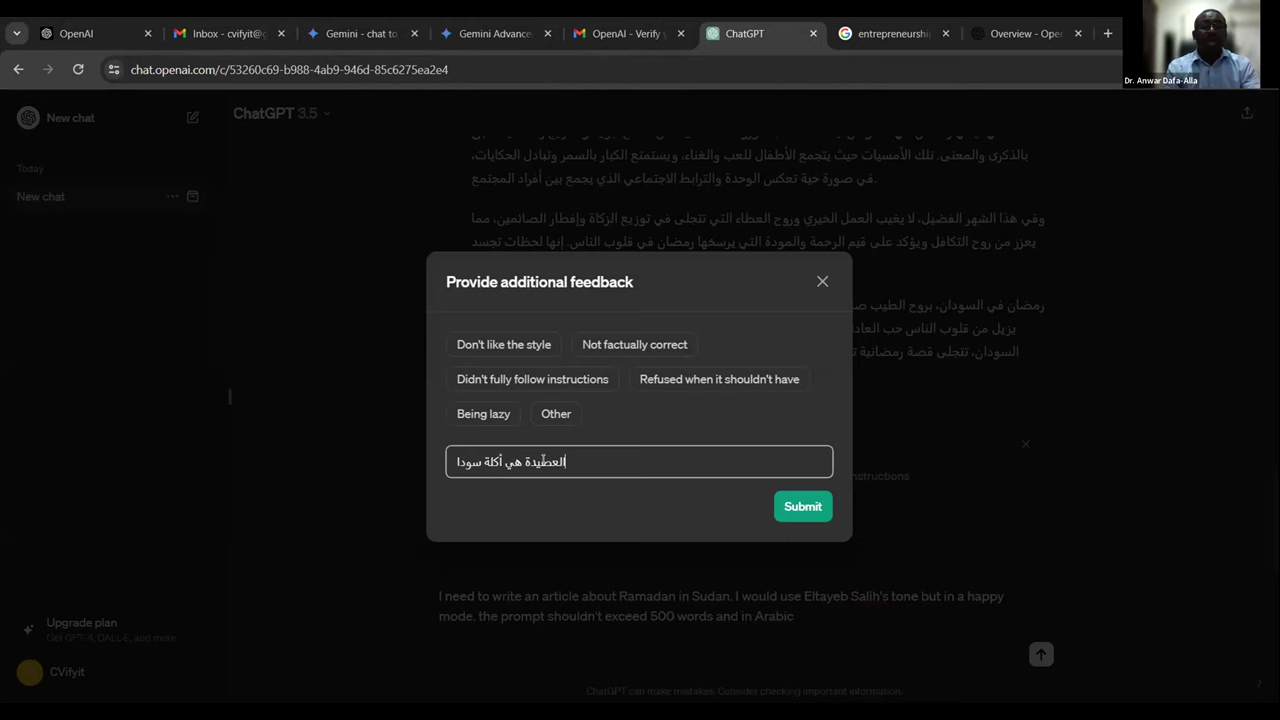 OpenAI
Inbox - cvifyit@g
Gemini - chat to
Gemini Advance
OpenAI - Verify y
ChatGPT
entrepreneurshi
Overview - Open
chat.openai.com/c/53260c69-b988-4ab9-946d-85c6275ea2e4
Dr. Anwar Dafa-Alla
New chat
ChatGPT 3.5
Today
New chat
بالذكرى والمعنى. تلك الأمسيات حيث يتجمع الأطفال للعب والغناء، ويستمتع الكبار بالسمر وتبادل الحكايات،
في صورة حية تعكس الوحدة والترابط الاجتماعي الذي يجمع بين أفراد المجتمع.
وفي هذا الشهر الفضيل، لا يغيب العمل الخيري وروح العطاء التي تتجلى في توزيع الزكاة وإفطار الصائمين، مما
يعزز من روح التكافل ويؤكد على قيم الرحمة والمودة التي يرسخها رمضان في قلوب الناس. إنها لحظات تجسد
رمضان في السودان، بروح الطيب
يزيل من قلوب الناس حب
السودان، تتجلى قصة رمضانية
Provide additional feedback
Don't like the style
Not factually correct
Didn't fully follow instructions
Refused when it shouldn't have
Being lazy
Other
العصيدة هي أكلة سودا
structions
Submit
I need to write an article about Ramadan in Sudan. I would use Eltayeb Salih's tone but in a happy
mode. the prompt shouldn't exceed 500 words and in Arabic
Upgrade plan
Get GPT-4, DALL·E, and more
CVifyit
ChatGPT can make mistakes. Consider checking important information.